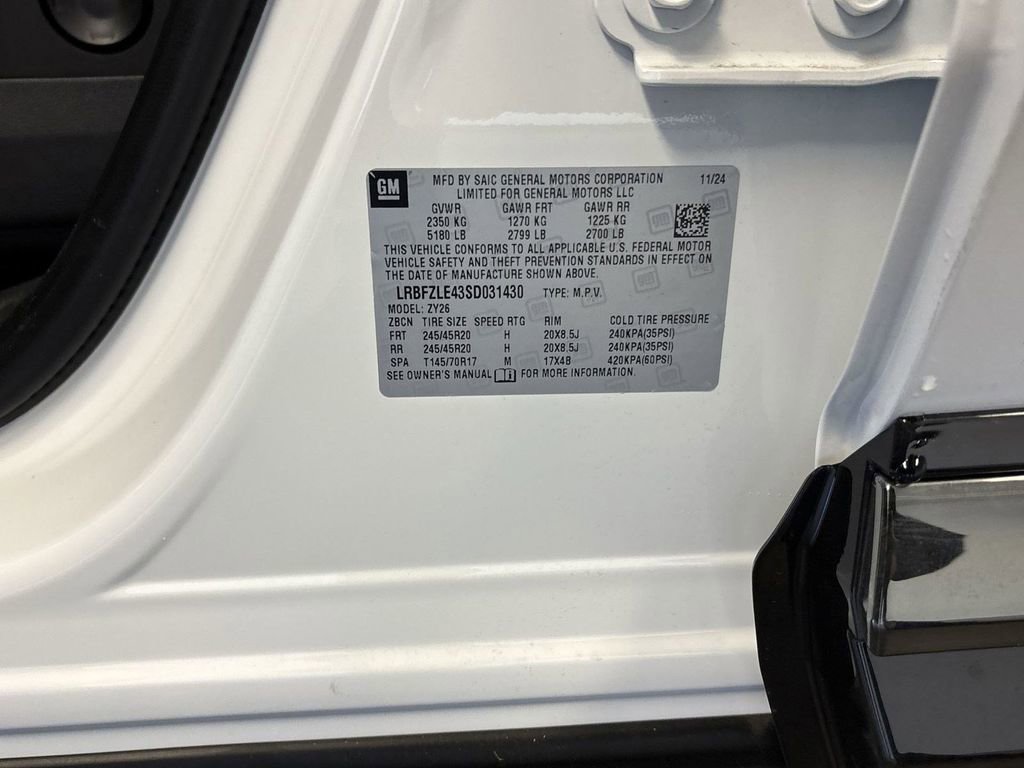 GM MFD BY SAIC GENERAL MOTORS CORPORATION 11/24
LIMITED FOR GENERAL MOTORS LLC
GVWR GAWR FRT GAWR RR
2350 KG 1270 KG 1225 KG
5180 LB 2799 LB 2700 LB
THIS VEHICLE CONFORMS TO ALL APPLICABLE U.S. FEDERAL MOTOR
VEHICLE SAFETY AND THEFT PREVENTION STANDARDS IN EFFECT ON
THE DATE OF MANUFACTURE SHOWN ABOVE.
LRBFZLE43SD031430 TYPE: M.P.V.
MODEL: ZY26
ZBCN TIRE SIZE SPEED RTG RIM COLD TIRE PRESSURE
FRT 245/45R20 H 20X8.5J 240KPA(35PSI)
RR 245/45R20 H 20X8.5J 240KPA(35PSI)
SPA T145/70R17 M 17X4B 420KPA(60PSI)
SEE OWNER'S MANUAL FOR MORE INFORMATION.